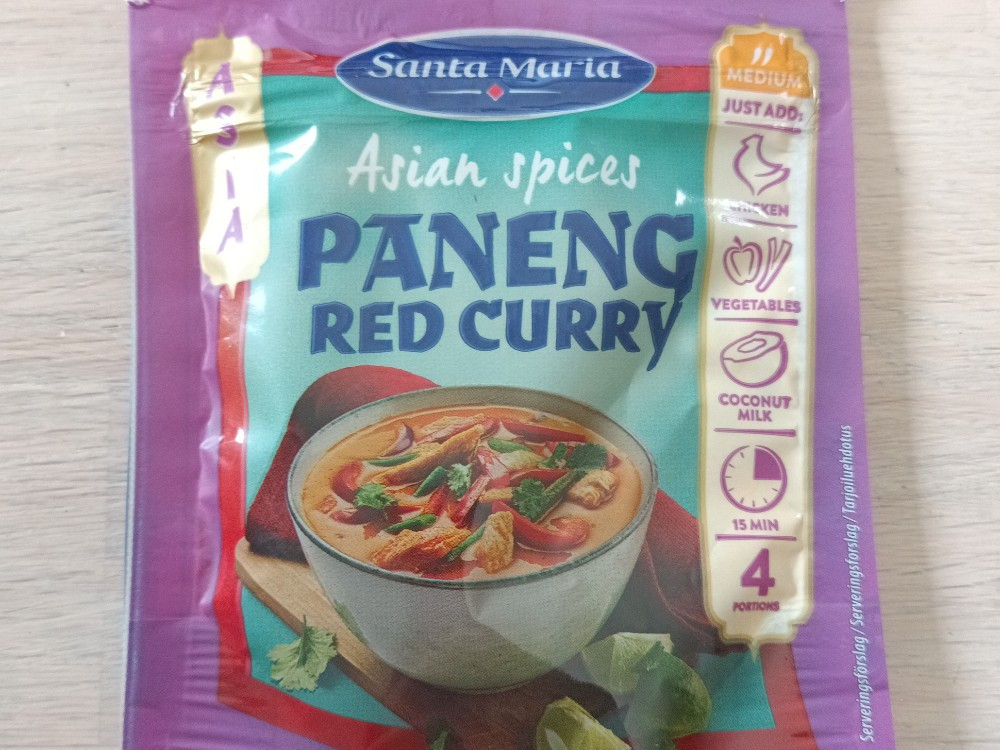 ASIA
Santa Maria
Asian spices
PANENG
RED CURRY
MEDIUM
JUST ADD:
CHICKEN
VEGETABLES
COCONUT
MILK
15 MIN
4
PORTIONS
Serveringsförslag / Serveringsforslag / Tarjoiluehdotus